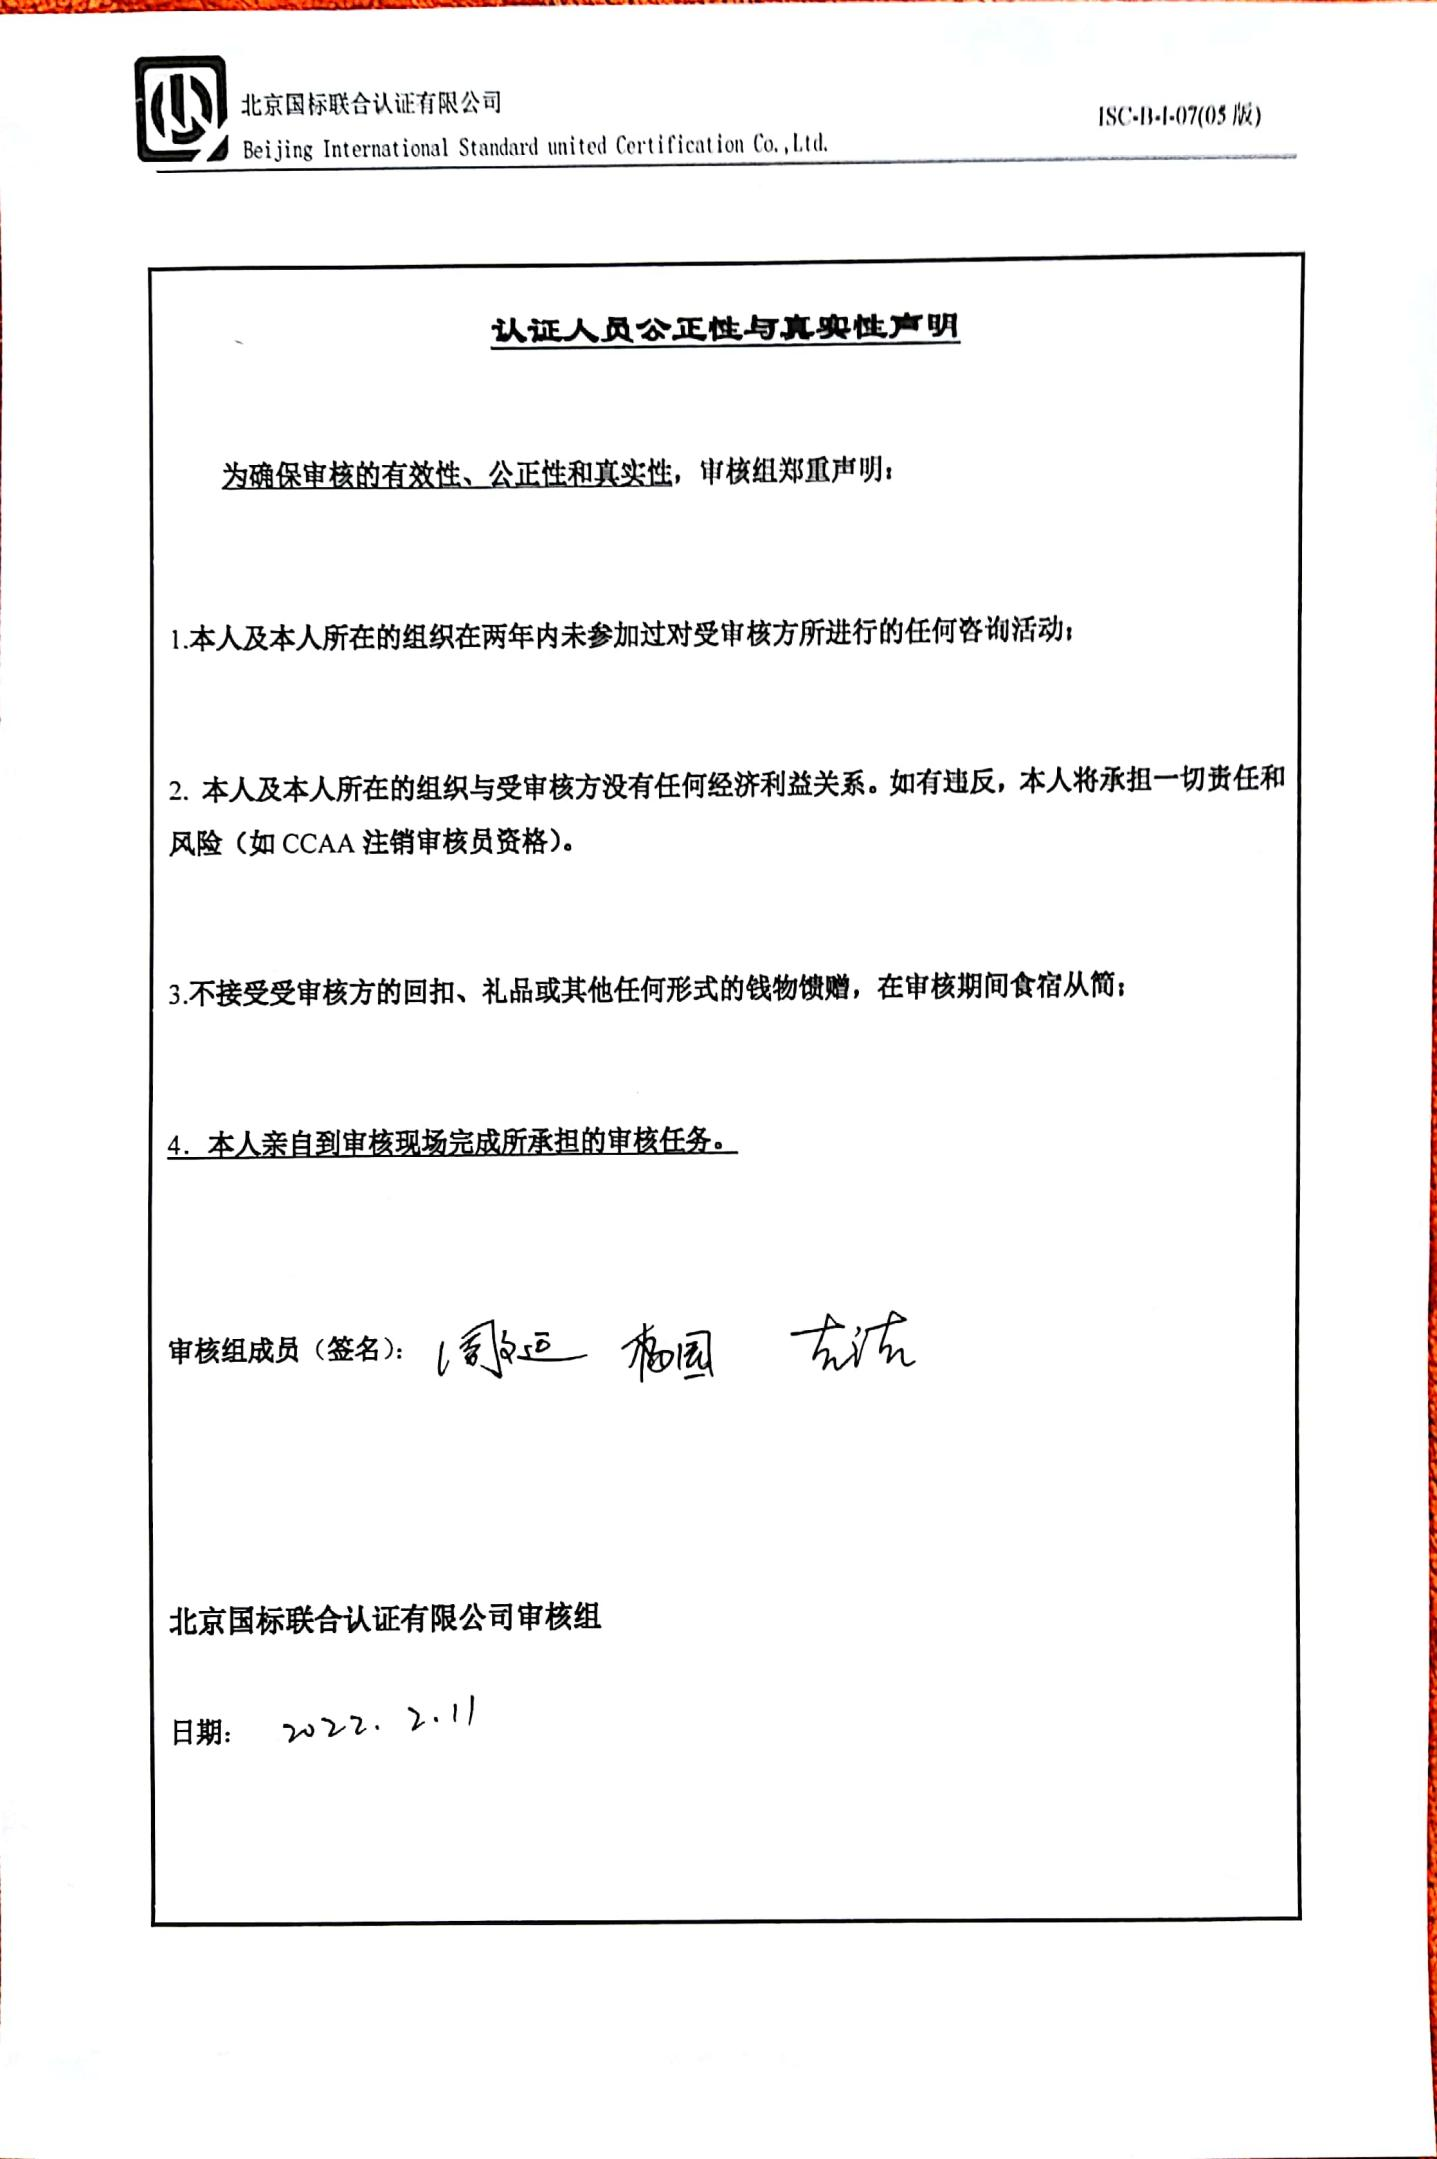 北京国标联合认证有限公司
ISC-B-I-07(05版)
Beijing International Standard united Certification Co.,Ltd.
认证人员公正性与真实性声明
为确保审核的有效性、公正性和真实性，审核组郑重声明：
1.本人及本人所在的组织在两年内未参加过对受审核方所进行的任何咨询活动；
2. 本人及本人所在的组织与受审核方没有任何经济利益关系。如有违反，本人将承担一切责任和
风险（如 CCAA 注销审核员资格）。
3.不接受受审核方的回扣、礼品或其他任何形式的钱物馈赠，在审核期间食宿从简；
4. 本人亲自到审核现场完成所承担的审核任务。
审核组成员（签名）：
北京国标联合认证有限公司审核组
日期： 2022. 2.11